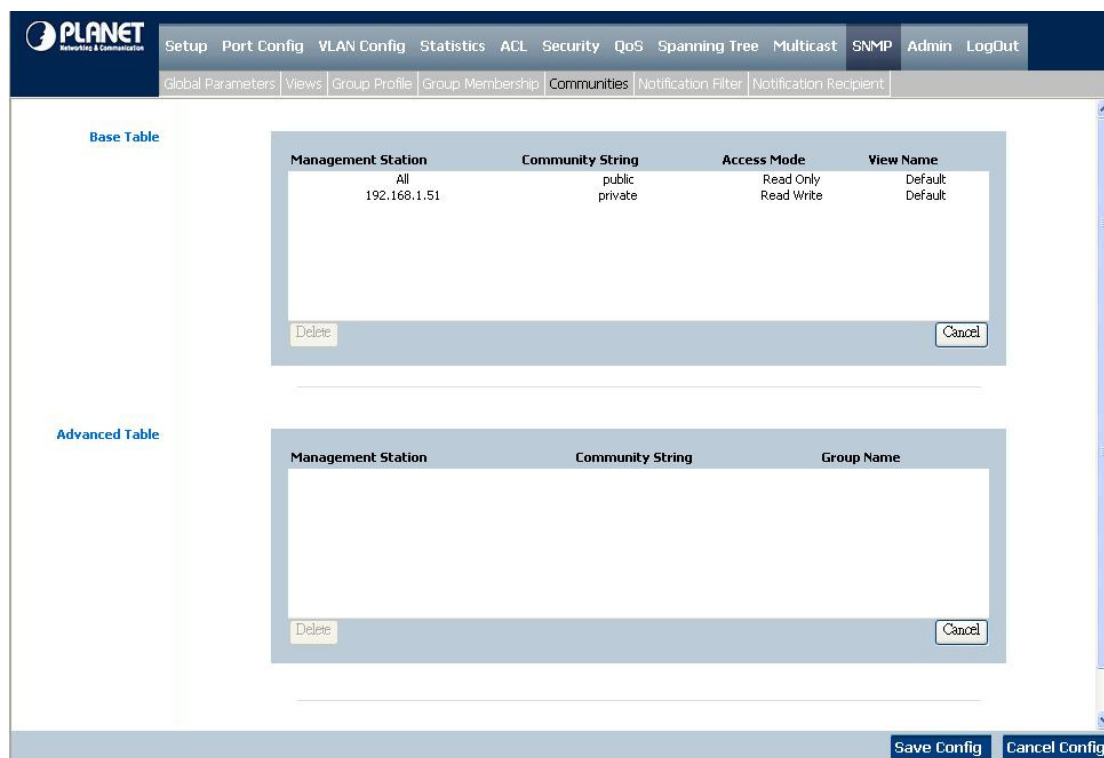 PLANET
Networking & Communication
Setup Port Config VLAN Config Statistics ACL Security QoS Spanning Tree Multicast SNMP Admin LogOut
Global Parameters Views Group Profile Group Membership Communities Notification Filter Notification Recipient
Base Table
Management Station Community String Access Mode View Name
All public Read Only Default
192.168.1.51 private Read Write Default
Delete Cancel
Advanced Table
Management Station Community String Group Name
Delete Cancel
Save Config Cancel Config